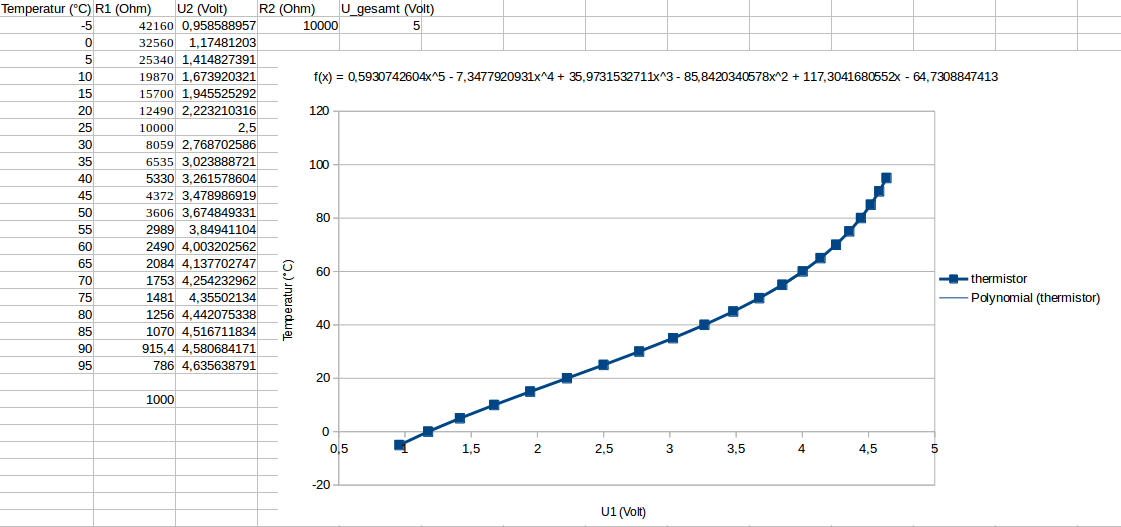 Temperatur (°C) R1 (Ohm) U2 (Volt) R2 (Ohm) U_gesamt (Volt)
-5 42160 0,958588957 10000 5
0 32560 1,17481203
5 25340 1,414827391
10 19870 1,673920321
15 15700 1,945525292
20 12490 2,223210316
25 10000 2,5
30 8059 2,768702586
35 6535 3,023888721
40 5330 3,261578604
45 4372 3,478986919
50 3606 3,674849331
55 2989 3,84941104
60 2490 4,003202562
65 2084 4,137702747
70 1753 4,254232962
75 1481 4,35502134
80 1256 4,442075338
85 1070 4,516711834
90 915,4 4,580684171
95 786 4,635638791
1000
f(x) = 0,5930742604x^5 - 7,3477920931x^4 + 35,9731532711x^3 - 85,8420340578x^2 + 117,3041680552x - 64,7308847413
120
100
80
60
40
20
0
-20
Temperatur (°C)
0,5 1 1,5 2 2,5 3 3,5 4 4,5 5
U1 (Volt)
thermistor
Polynomial (thermistor)